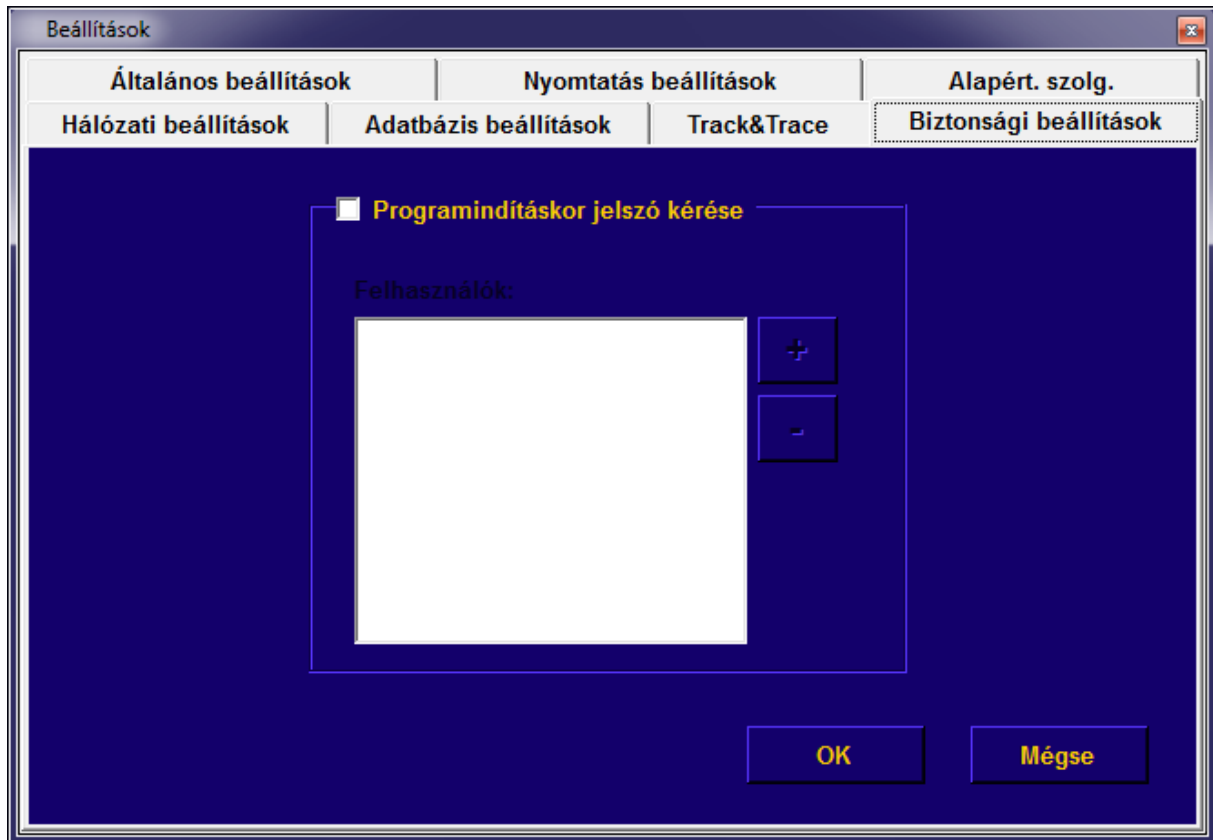 Beállítások
Általános beállítások Nyomtatás beállítások Alapért. szolg.
Hálózati beállítások Adatbázis beállítások Track&Trace Biztonsági beállítások
Programindításkor jelszó kérése
Felhasználók:
+
-
OK Mégse